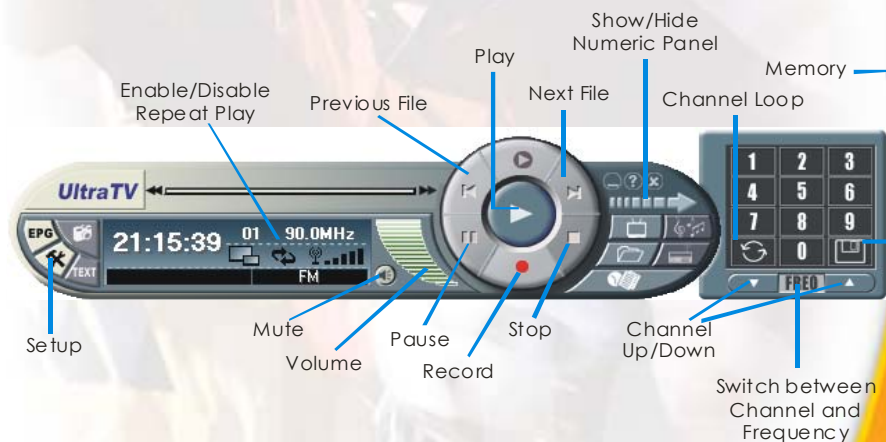 Show/Hide
Numeric Panel
Play
Memory
Enable/Disable
Repeat Play
Previous File
Next File
Channel Loop
UltraTV
1 2 3
4 5 6
7 8 9
0
EPG
TEXT
21:15:39 01 90.0MHz
FM
FREQ
Setup
Mute
Volume
Pause
Record
Stop
Channel
Up/Down
Switch between
Channel and
Frequency